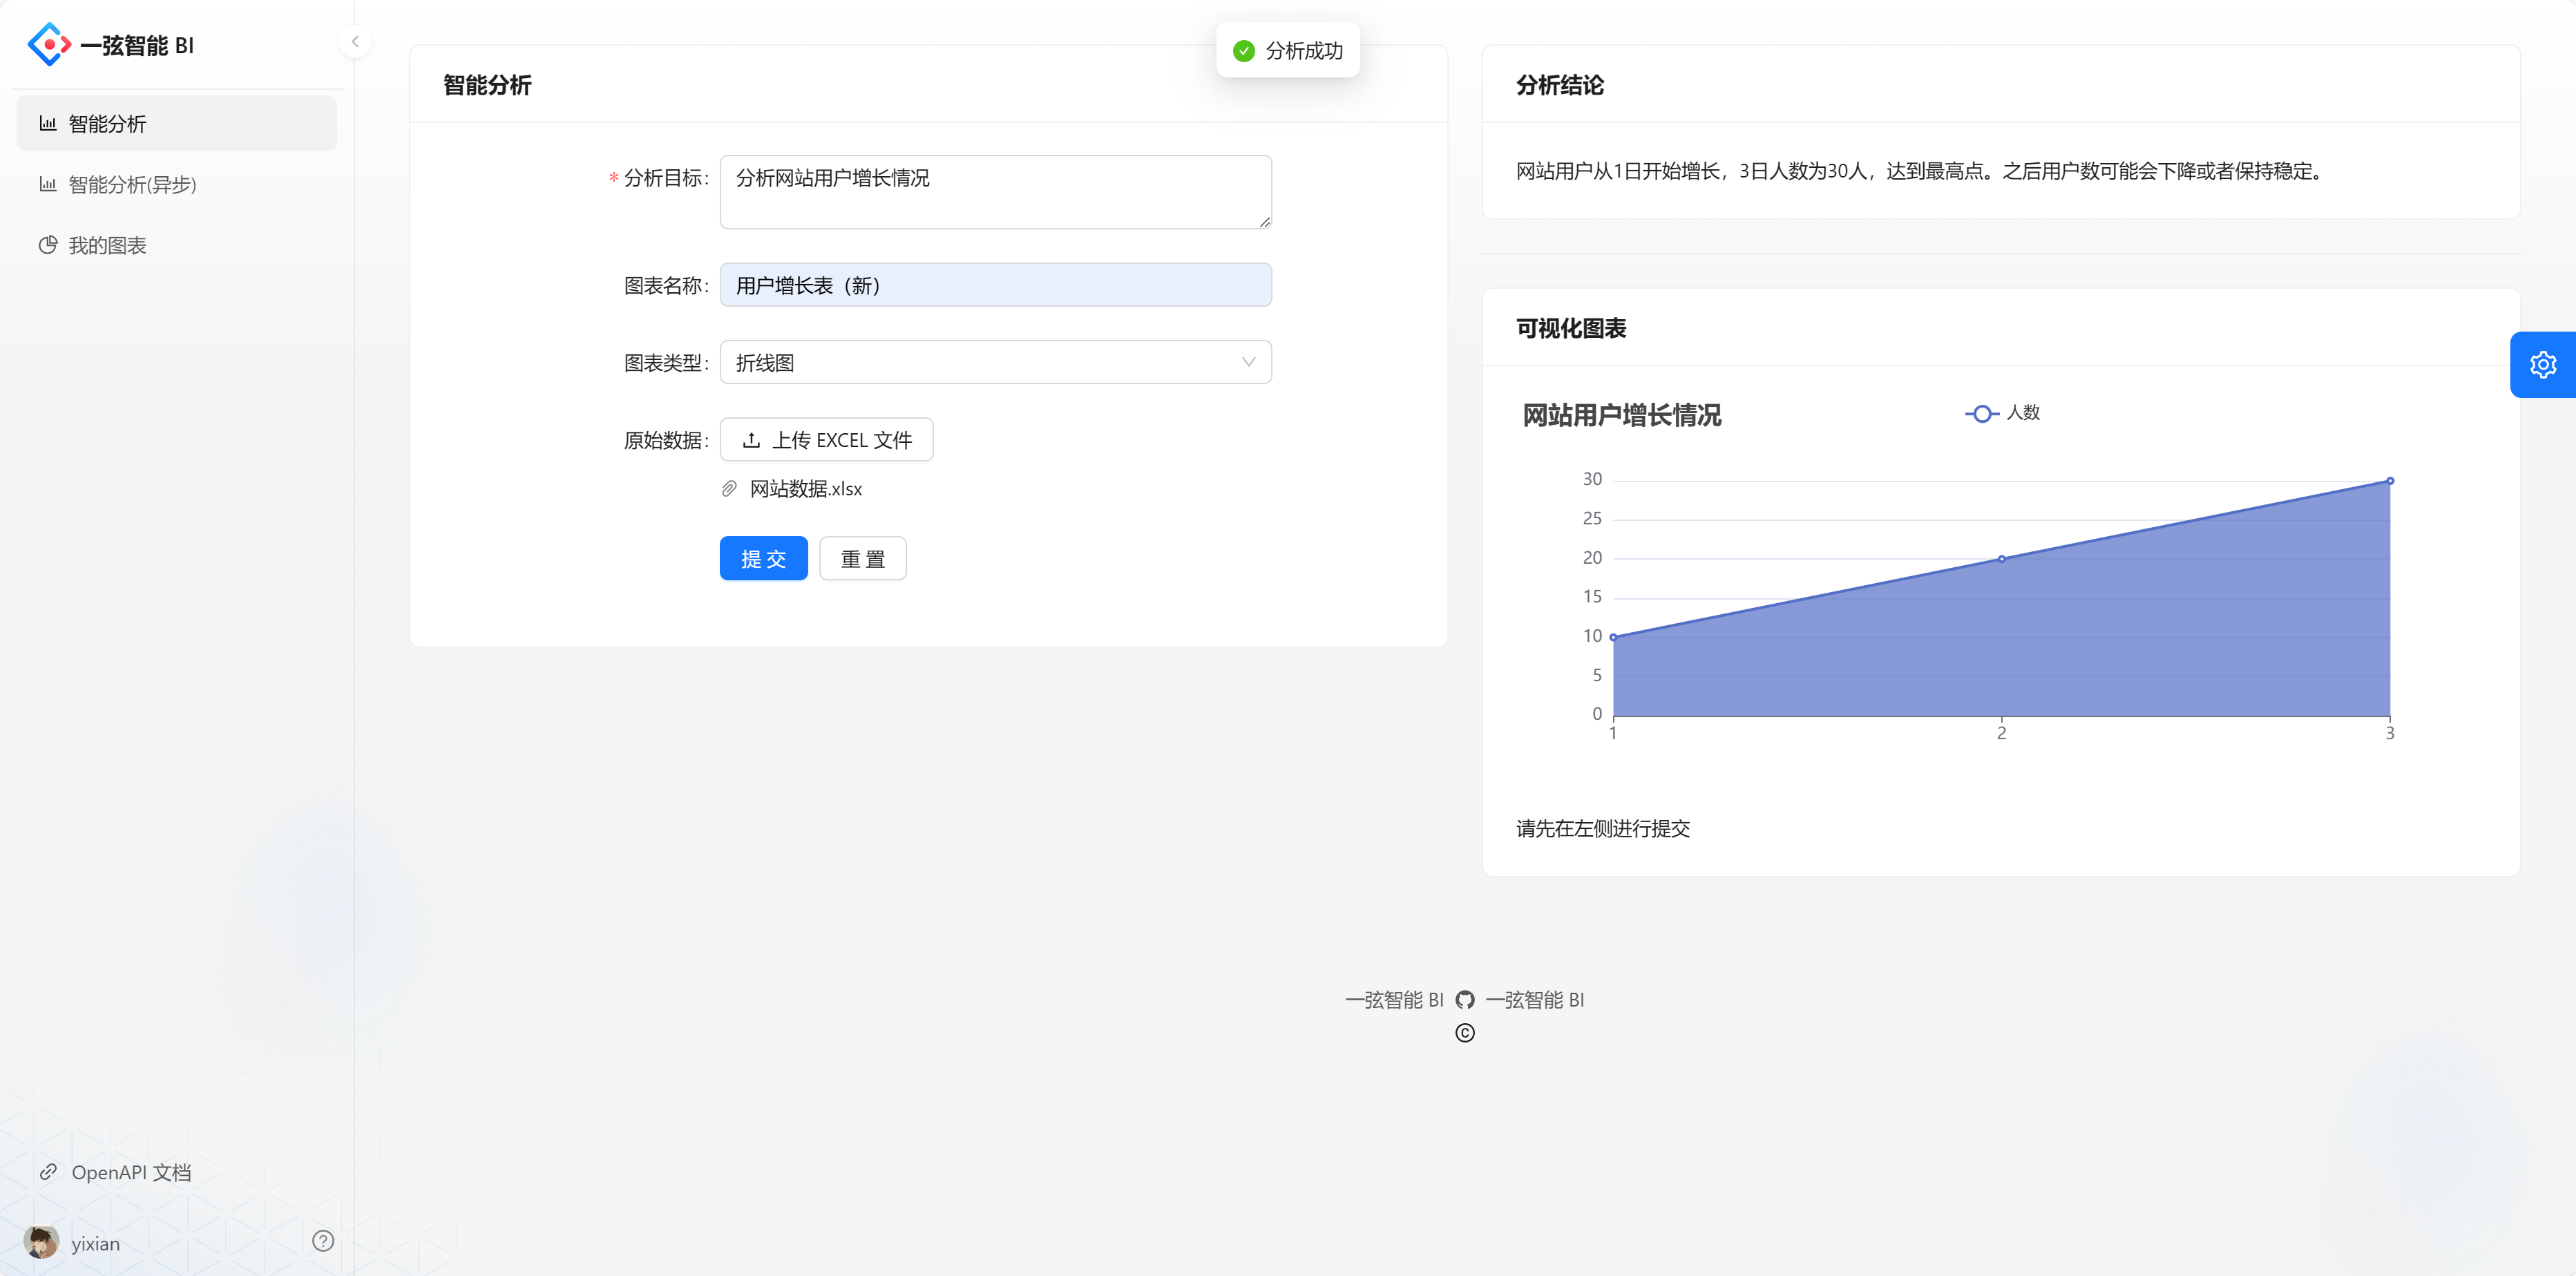 一弦智能 BI
智能分析
智能分析(异步)
我的图表
OpenAPI 文档
yixian
分析成功
智能分析
* 分析目标:
分析网站用户增长情况
图表名称:
用户增长表（新）
图表类型:
折线图
原始数据:
上传 EXCEL 文件
网站数据.xlsx
提 交
重 置
分析结论
网站用户从1日开始增长，3日人数为30人，达到最高点。之后用户数可能会下降或者保持稳定。
可视化图表
网站用户增长情况
人数
30
25
20
15
10
5
0
1
2
3
请先在左侧进行提交
一弦智能 BI
一弦智能 BI
©